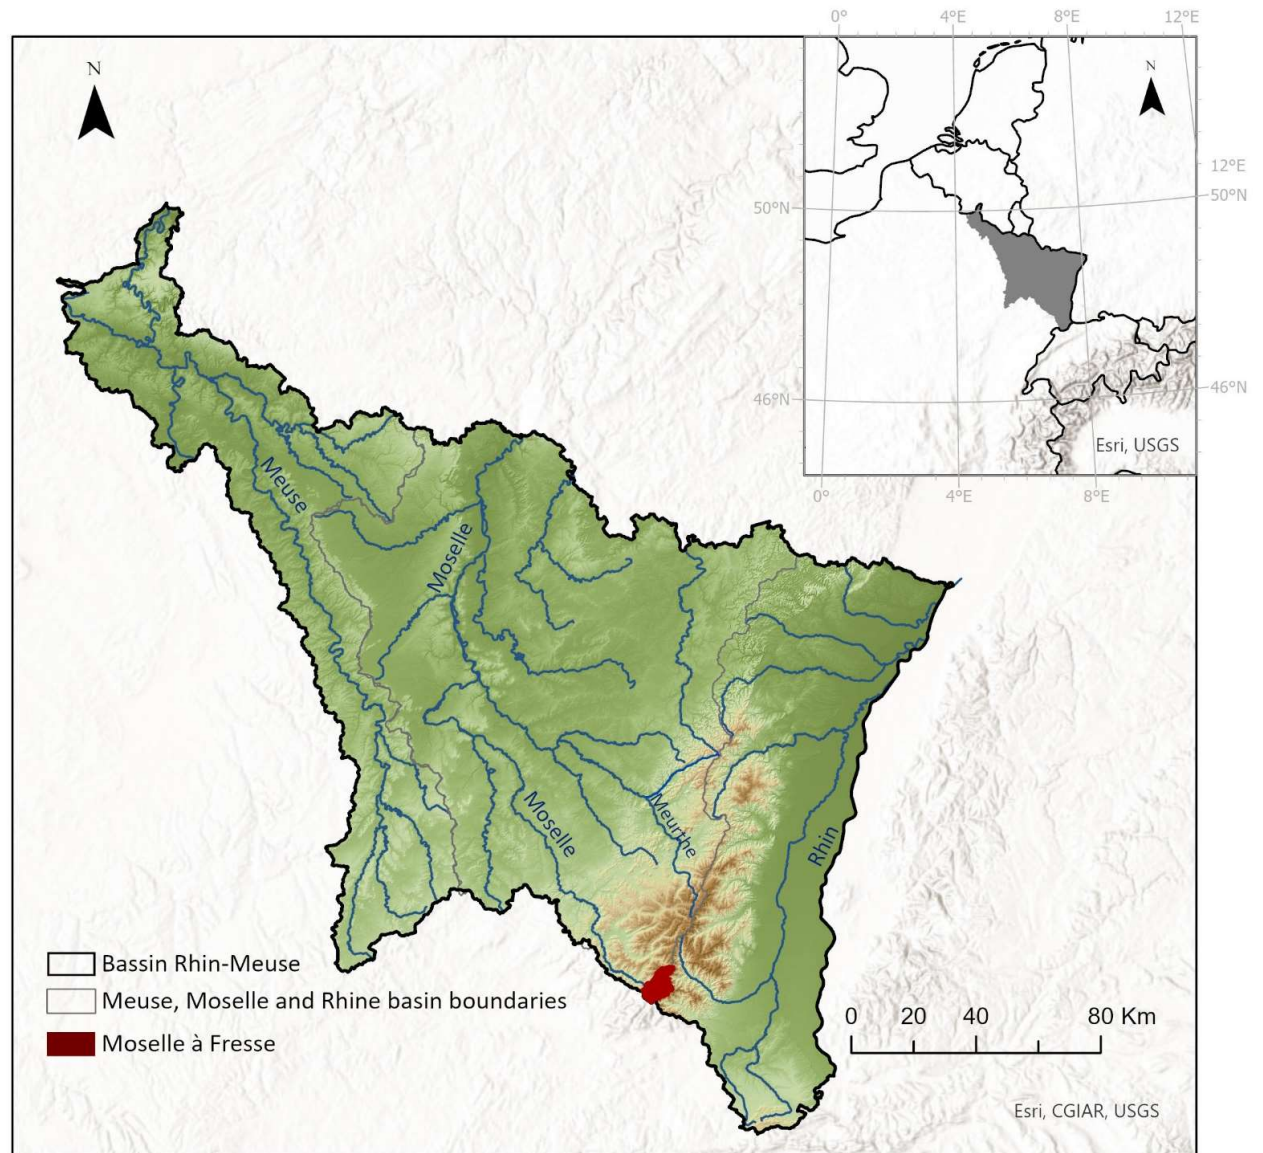 0° 4°E 8°E 12°E
N
N
12°E
50°N
50°N
46°N
46°N
Esri, USGS
0° 4°E 8°E
Meuse
Moselle
Moselle
Meurthe
Rhin
Bassin Rhin-Meuse
Meuse, Moselle and Rhine basin boundaries
Moselle à Fresse
0 20 40 80 Km
Esri, CGIAR, USGS